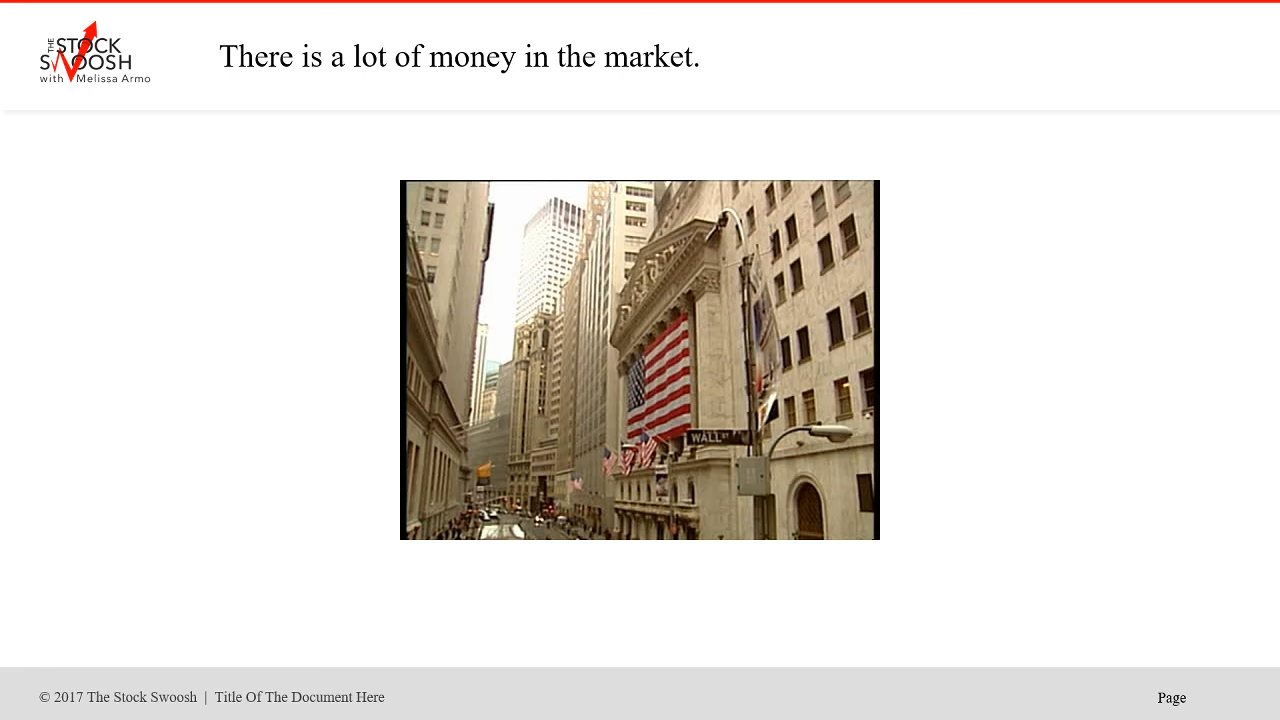 THE
STOCK
SWOOSH
with Melissa Armo
There is a lot of money in the market.
WALL ST
© 2017 The Stock Swoosh | Title Of The Document Here
Page